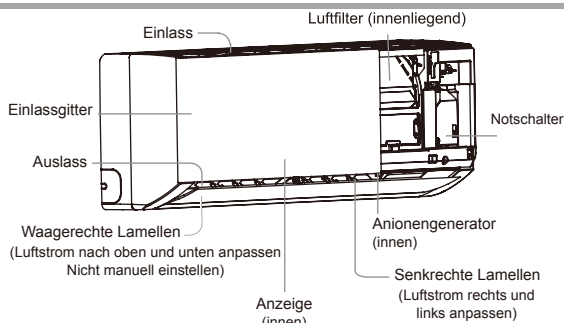 Luftfilter (innenliegend)
Einlass
Einlassgitter
Notschalter
Auslass
Waagerechte Lamellen
(Luftstrom nach oben und unten anpassen
Nicht manuell einstellen)
Anionengenerator
(innen)
Senkrechte Lamellen
(Luftstrom rechts und
links anpassen)
Anzeige
(innen)